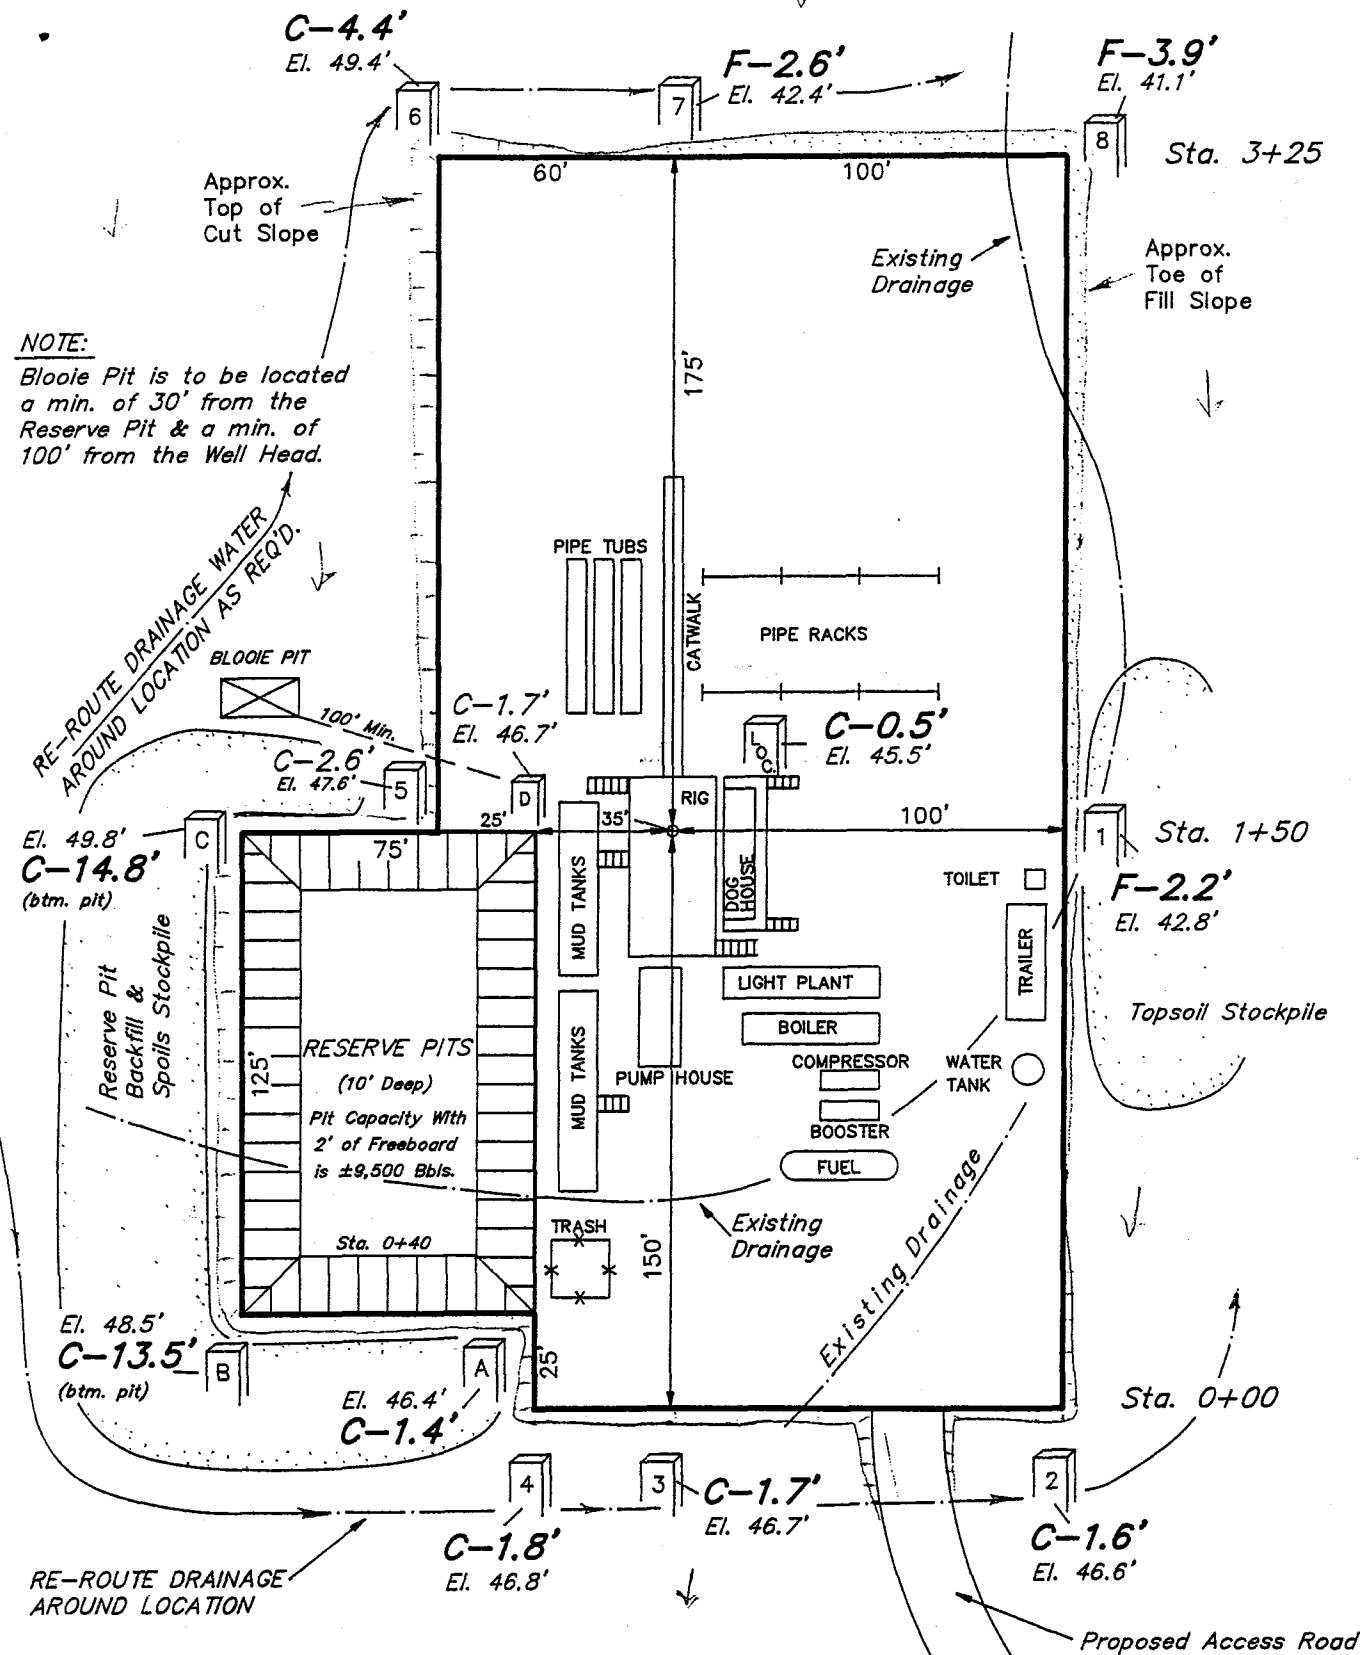 C-4.4'
El. 49.4'
F-2.6'
El. 42.4'
F-3.9'
El. 41.1'
6
7
8
Sta. 3+25
60'
100'
Approx.
Top of
Cut Slope
Existing
Drainage
Approx.
Toe of
Fill Slope
NOTE:
Blooie Pit is to be located
a min. of 30' from the
Reserve Pit & a min. of
100' from the Well Head.
175'
RE-ROUTE DRAINAGE WATER
AROUND LOCATION AS REQ'D.
PIPE TUBS
CATWALK
PIPE RACKS
BLOOIE PIT
100' Min.
C-1.7'
El. 46.7'
LOC.
C-0.5'
El. 45.5'
C-2.6'
El. 47.6'
5
D
RIG
El. 49.8'
C-14.8'
(btm. pit)
C
75'
25'
35'
100'
1
Sta. 1+50
F-2.2'
El. 42.8'
MUD TANKS
DOG
HOUSE
TOILET
TRAILER
Reserve Pit
Backfill &
Spoils Stockpile
LIGHT PLANT
BOILER
Topsoil Stockpile
125'
RESERVE PITS
(10' Deep)
Pit Capacity With
2' of Freeboard
is ±9,500 Bbls.
MUD TANKS
PUMP HOUSE
COMPRESSOR
WATER
TANK
BOOSTER
FUEL
TRASH
150'
Existing
Drainage
Existing Drainage
Sta. 0+40
El. 48.5'
C-13.5'
(btm. pit)
B
A
25'
El. 46.4'
C-1.4'
Sta. 0+00
4
3
2
C-1.7'
El. 46.7'
C-1.8'
El. 46.8'
C-1.6'
El. 46.6'
RE-ROUTE DRAINAGE
AROUND LOCATION
Proposed Access Road